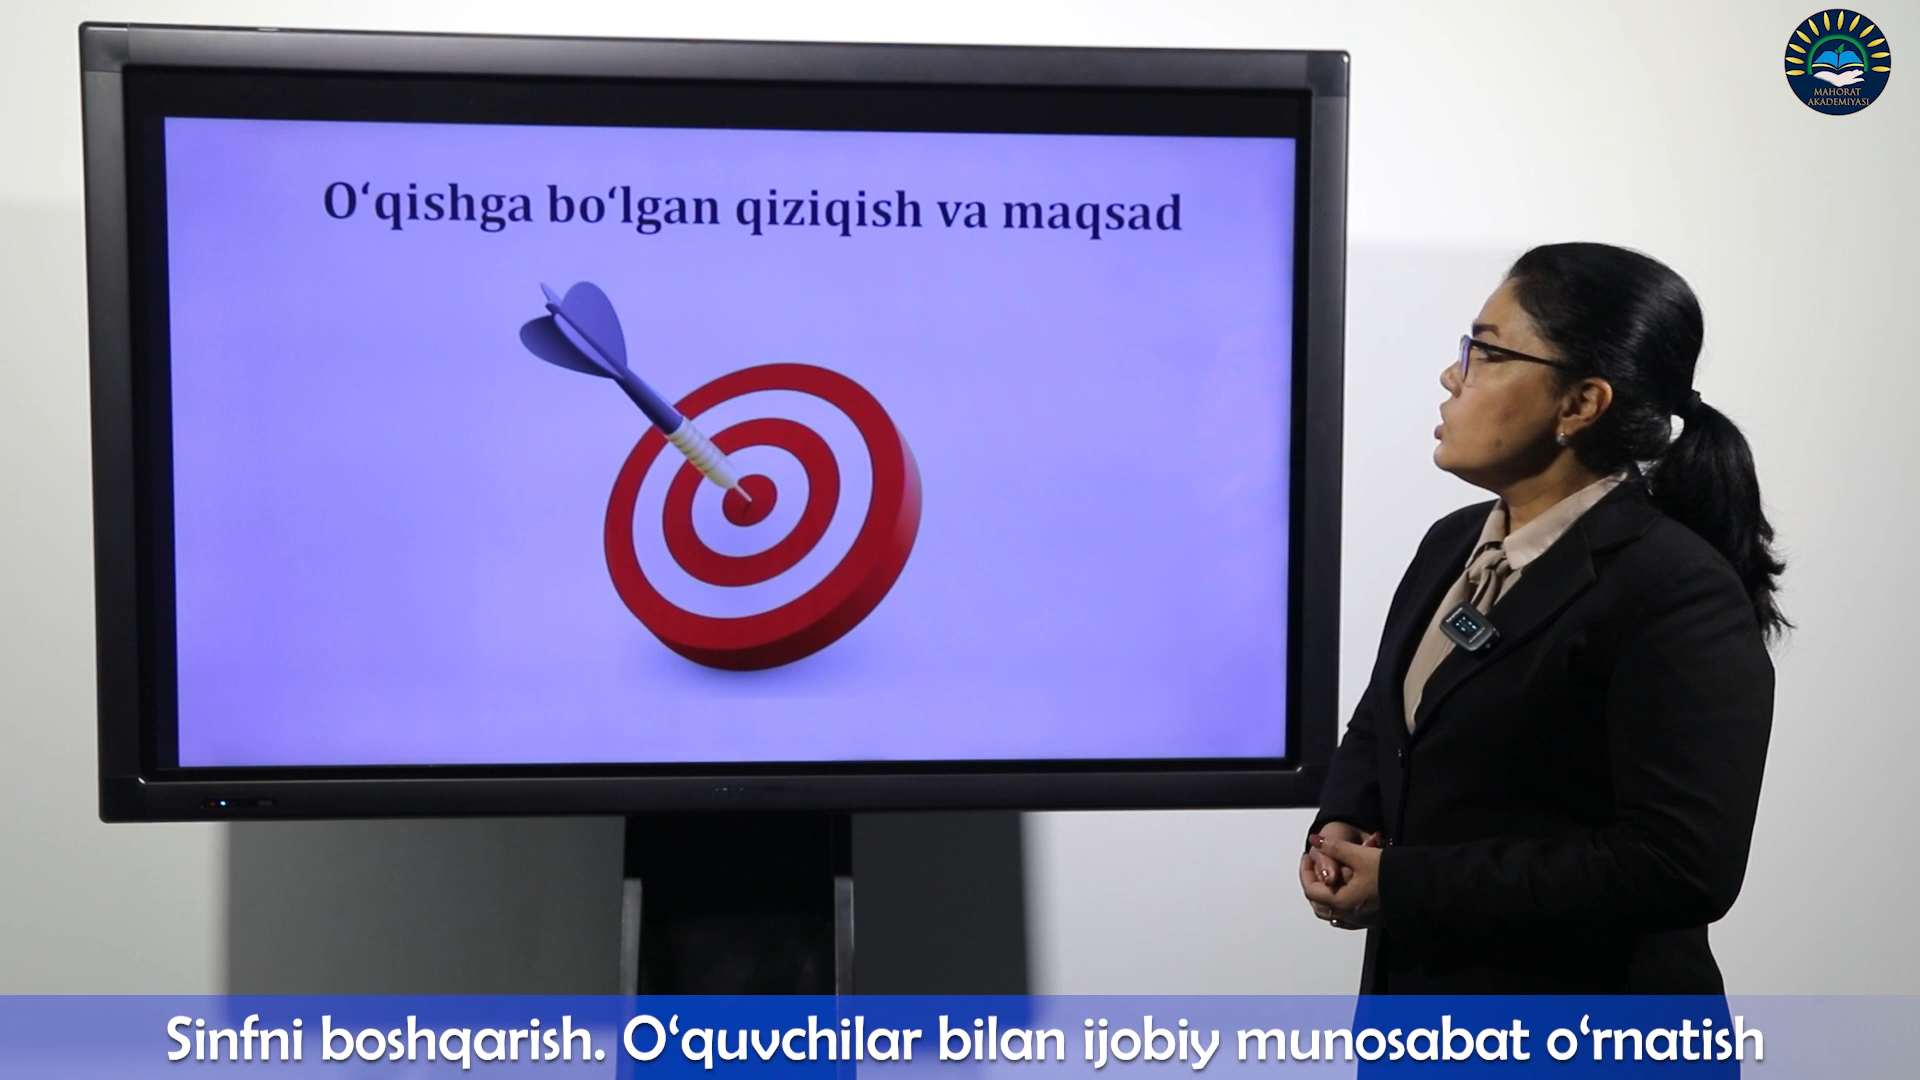 MAHORAT
AKADEMIYASI
O‘qishga bo‘lgan qiziqish va maqsad
Sinfni boshqarish. O‘quvchilar bilan ijobiy munosabat o‘rnatish